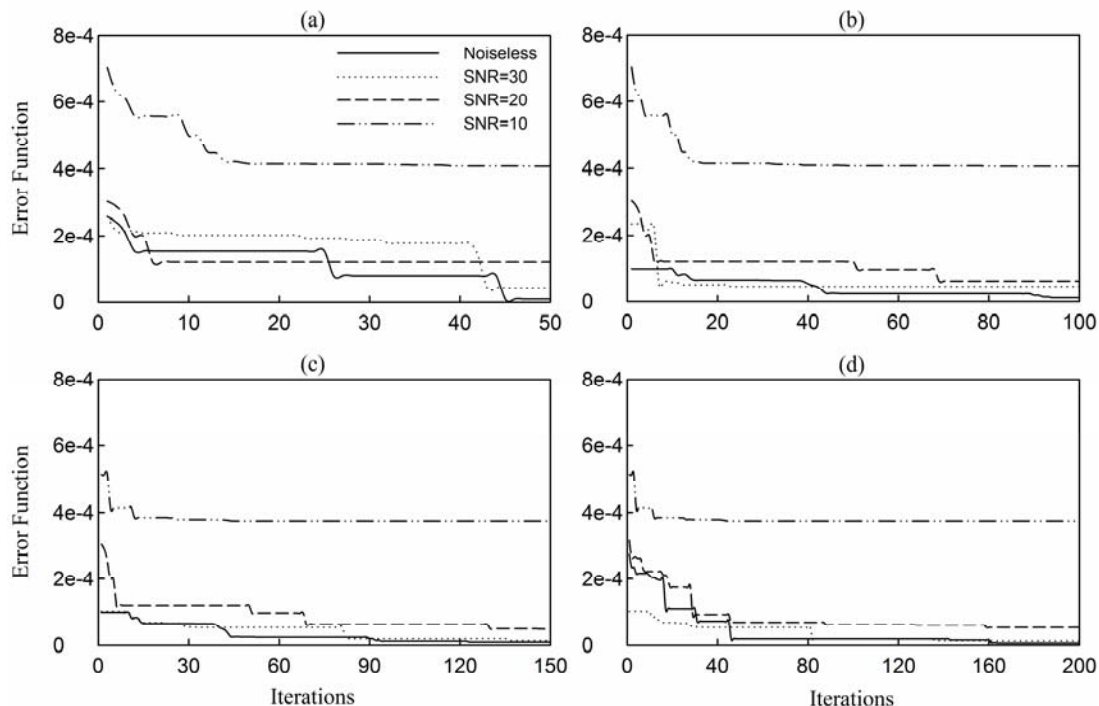 (a)
8e-4
6e-4
4e-4
2e-4
0
Error Function
Noiseless
SNR=30
SNR=20
SNR=10
0 10 30 30 40 50
(b)
8e-4
6e-4
4e-4
2e-4
0
0 20 40 60 80 100
(c)
8e-4
6e-4
4e-4
2e-4
0
Error Function
0 30 60 90 120 150
Iterations
(d)
8e-4
6e-4
4e-4
2e-4
0
0 40 80 120 160 200
Iterations